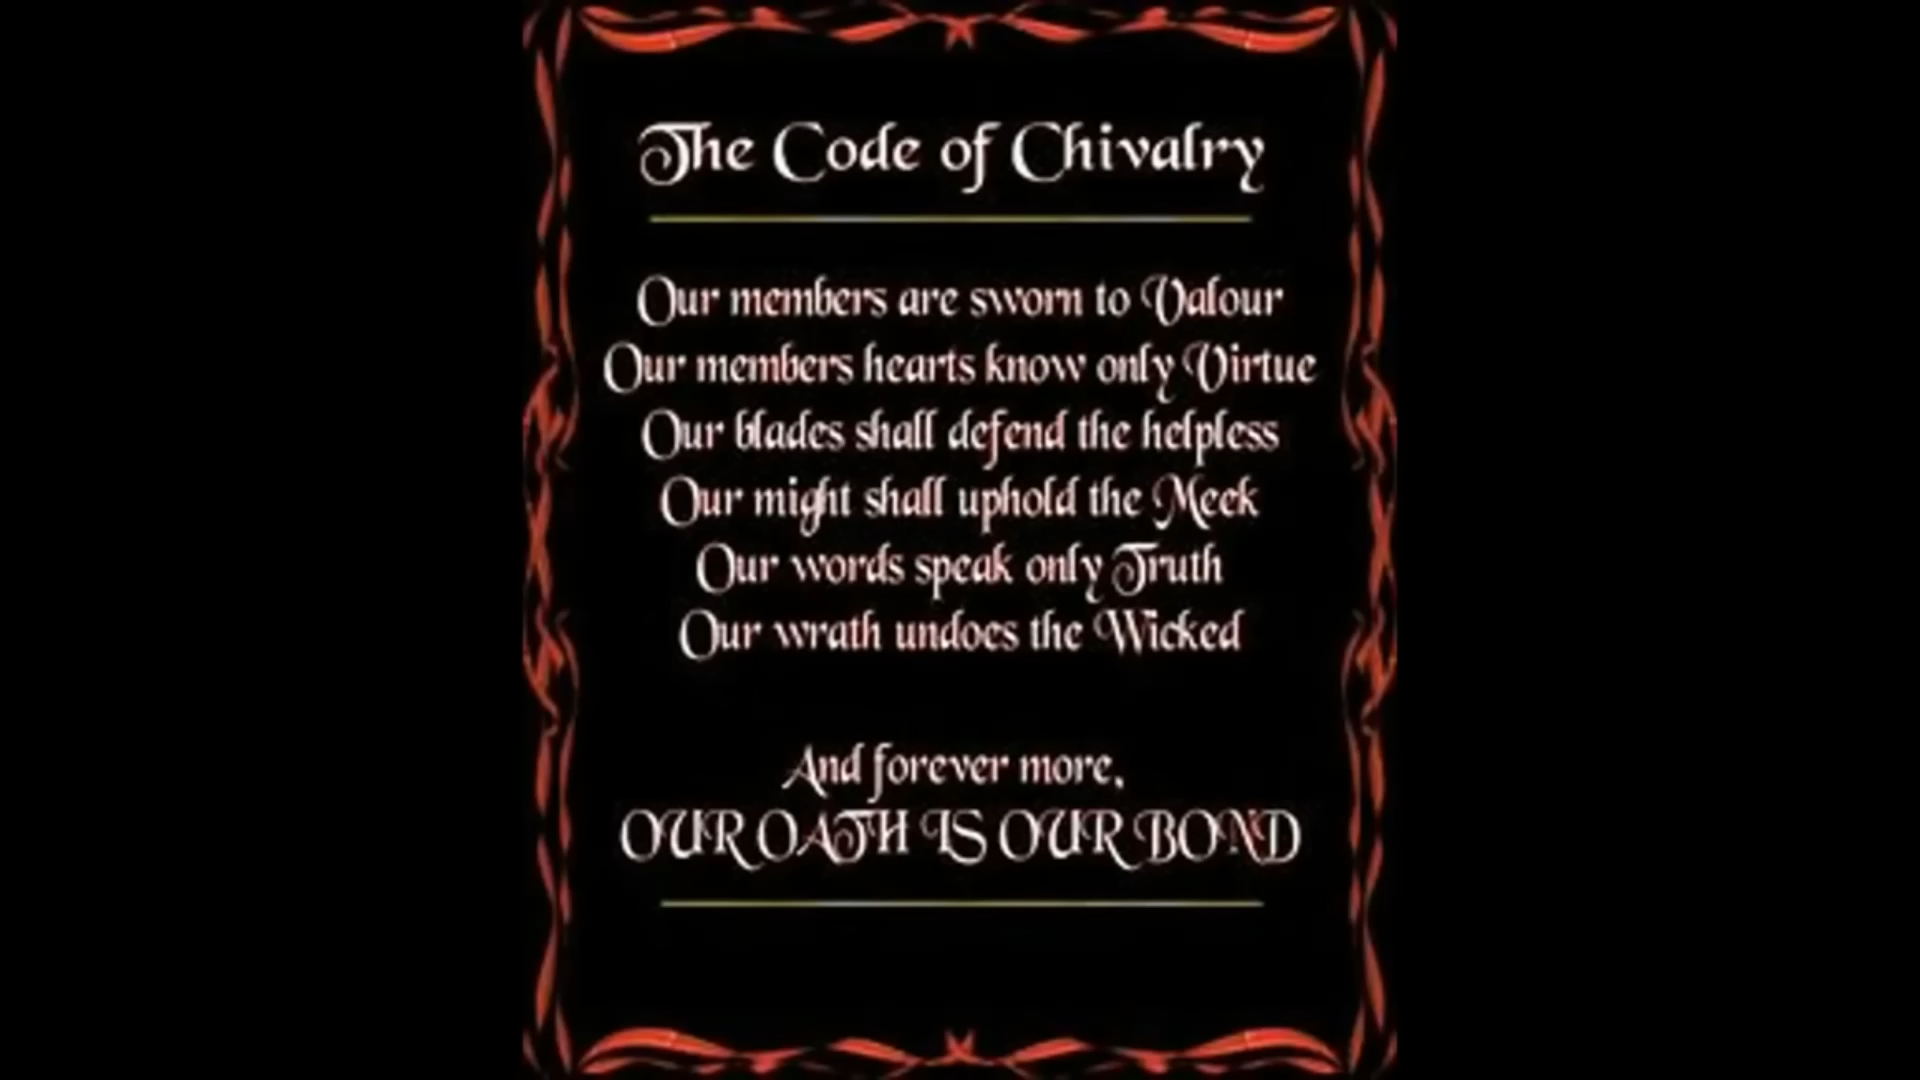 The Code of Chivalry
Our members are sworn to Valour
Our members hearts know only Virtue
Our blades shall defend the helpless
Our might shall uphold the Meek
Our words speak only Truth
Our wrath undoes the Wicked
And forever more,
OUR OATH IS OUR BOND